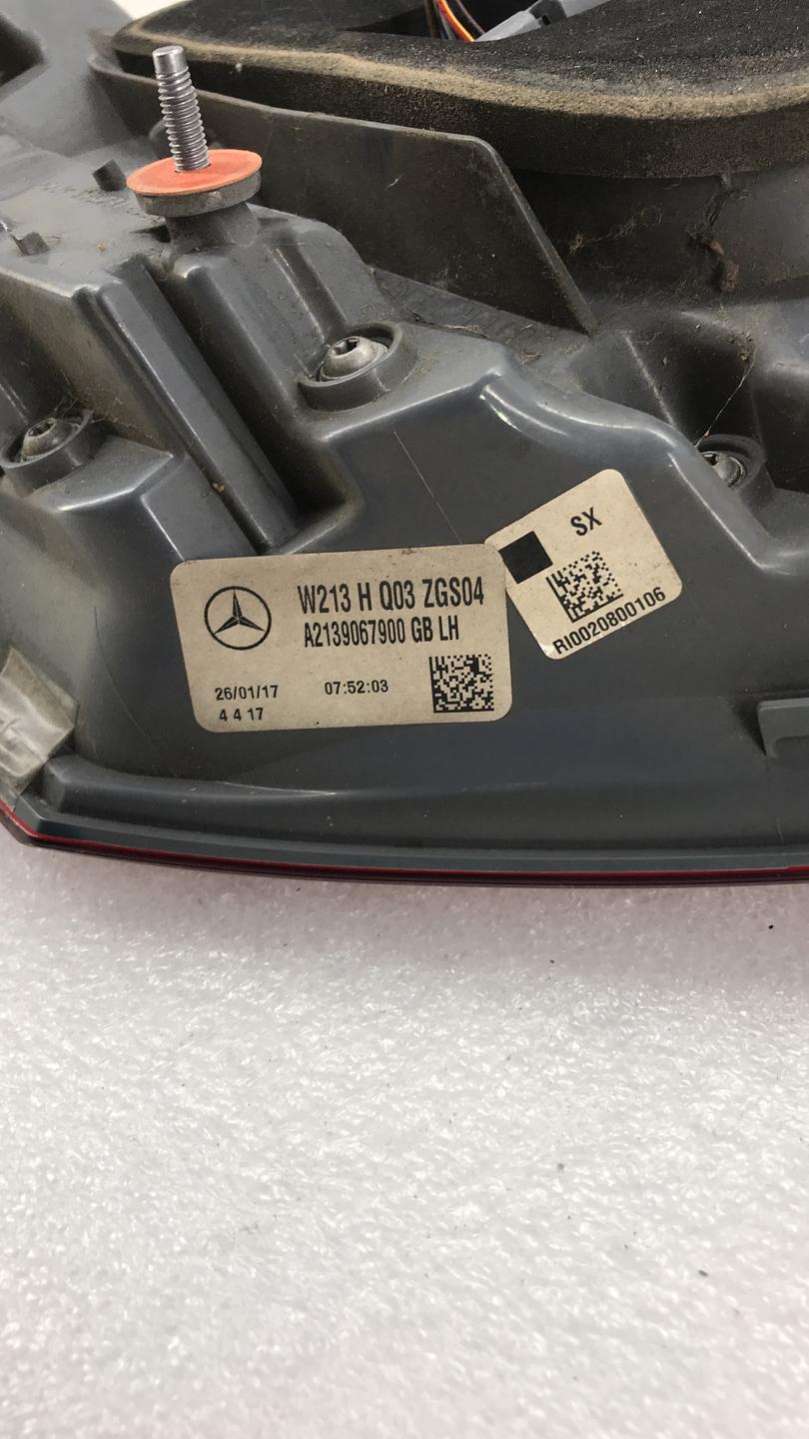 W213 H Q03 ZGS04
A2139067900 GB LH
26/01/17 07:52:03
4 4 17
SX
RI0020800106